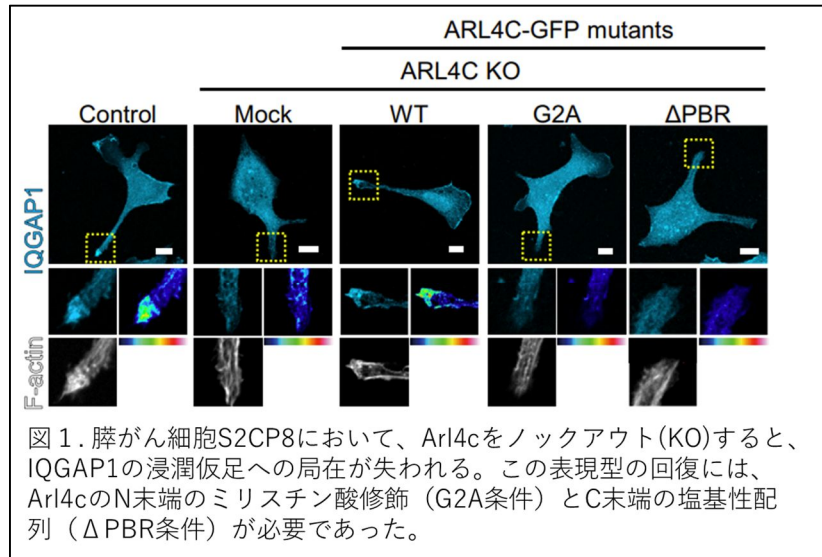 ARL4C-GFP mutants
ARL4C KO
Control Mock WT G2A ΔPBR
IQGAP1
F-actin
図1. 膵がん細胞S2CP8において、Arl4cをノックアウト(KO)すると、
IQGAP1の浸潤仮足への局在が失われる。この表現型の回復には、
Arl4cのN末端のミリスチン酸修飾（G2A条件）とC末端の塩基性配
列（ΔPBR条件）が必要であった。